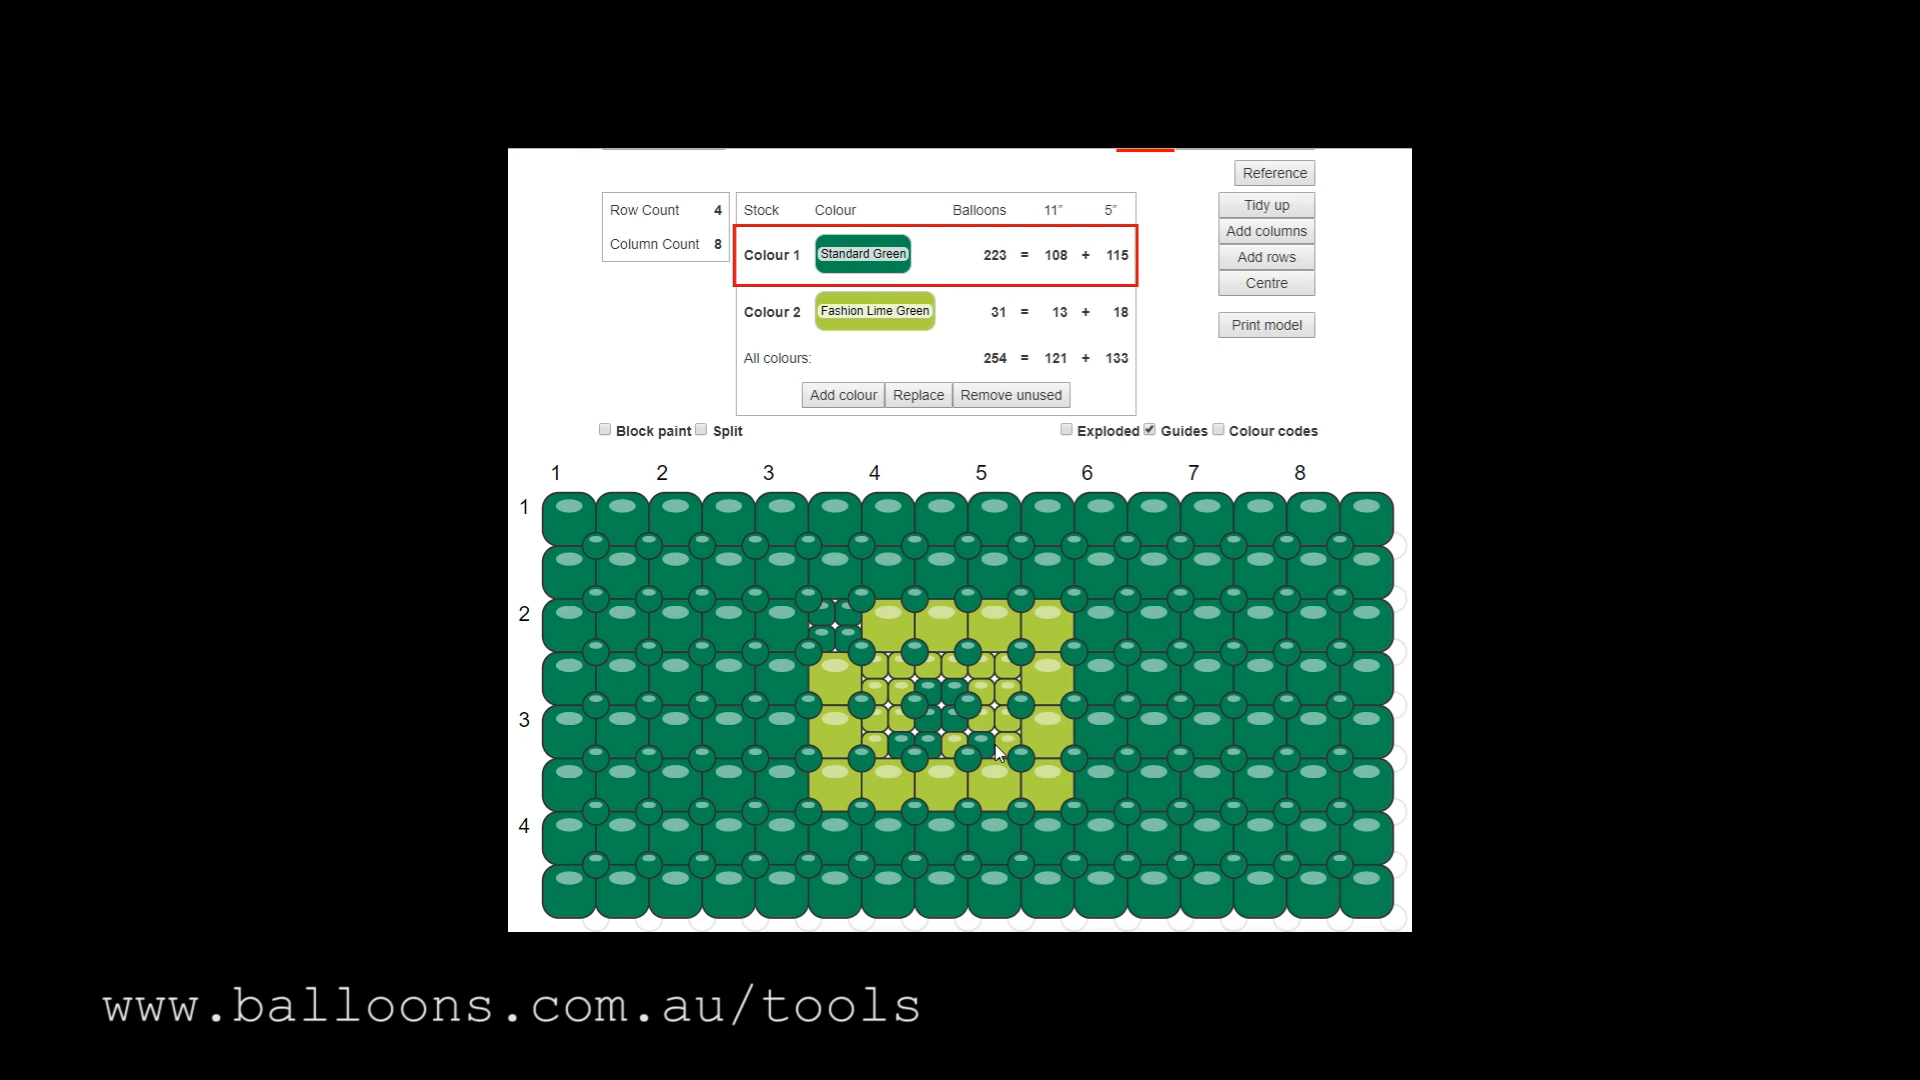 Reference
Row Count 4
Column Count 8
Stock Colour Balloons 11” 5”
Colour 1 Standard Green 223 = 108 + 115
Colour 2 Fashion Lime Green 31 = 13 + 18
All colours: 254 = 121 + 133
Add colour Replace Remove unused
Tidy up
Add columns
Add rows
Centre
Print model
Block paint Split Exploded Guides Colour codes
1 2 3 4 5 6 7 8
1
2
3
4
www.balloons.com.au/tools